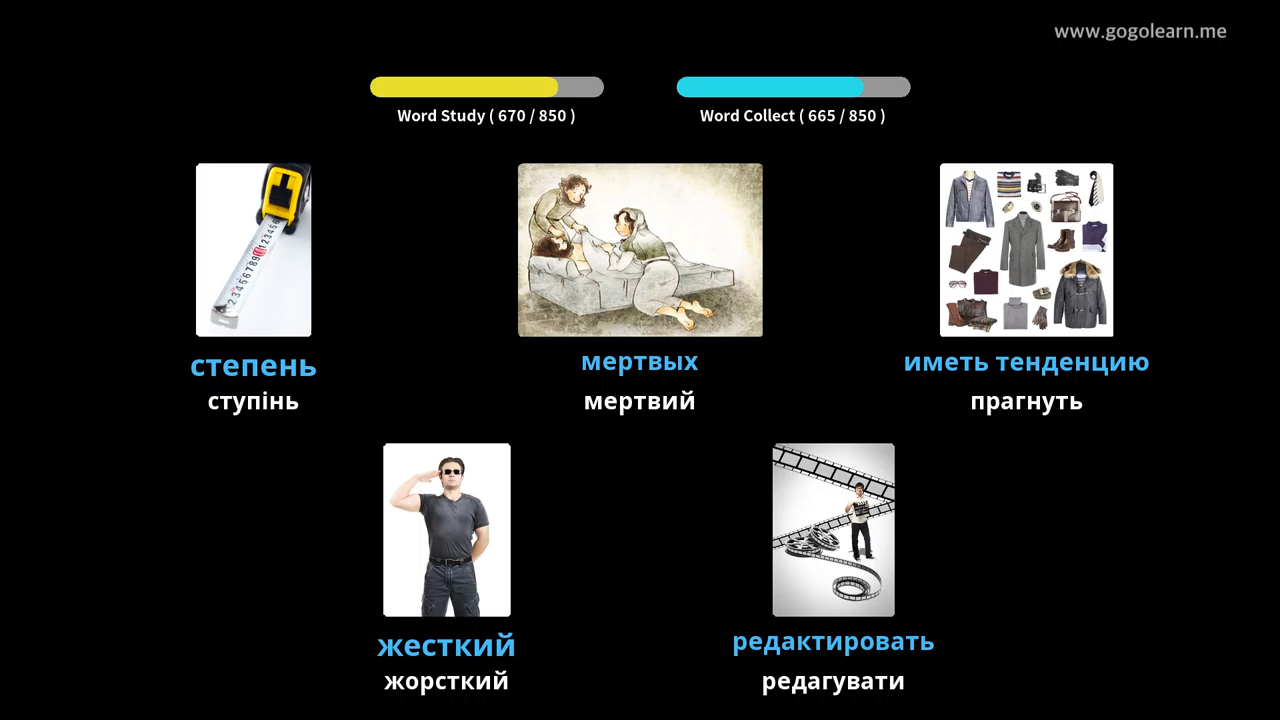 www.gogolearn.me
Word Study ( 670 / 850 )
Word Collect ( 665 / 850 )
степень
ступінь
мертвых
мертвий
иметь тенденцию
прагнуть
жесткий
жорсткий
редактировать
редагувати